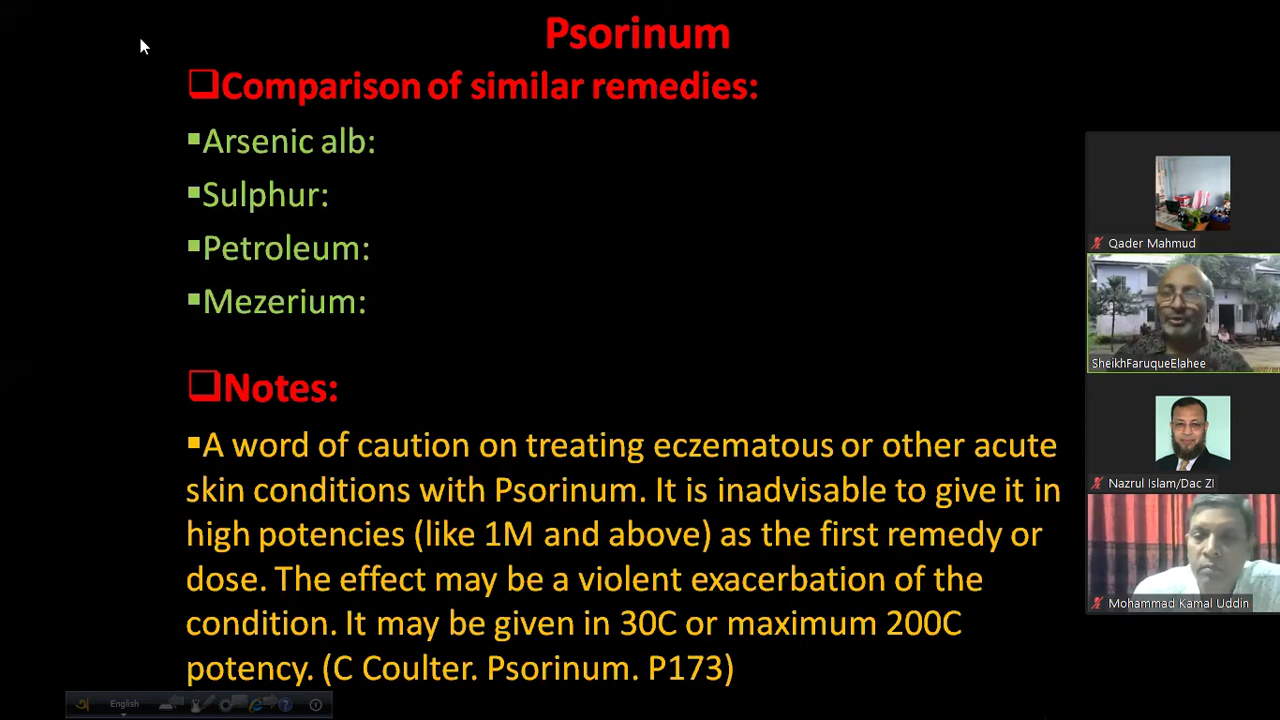 Psorinum
Comparison of similar remedies:
Arsenic alb:
Sulphur:
Petroleum:
Mezerium:
Notes:
A word of caution on treating eczematous or other acute
skin conditions with Psorinum. It is inadvisable to give it in
high potencies (like 1M and above) as the first remedy or
dose. The effect may be a violent exacerbation of the
condition. It may be given in 30C or maximum 200C
potency. (C Coulter. Psorinum. P173)
Qader Mahmud
SheikhFaruqueElahee
Nazrul Islam/Dac ZI
Mohammad Kamal Uddin
অ
English